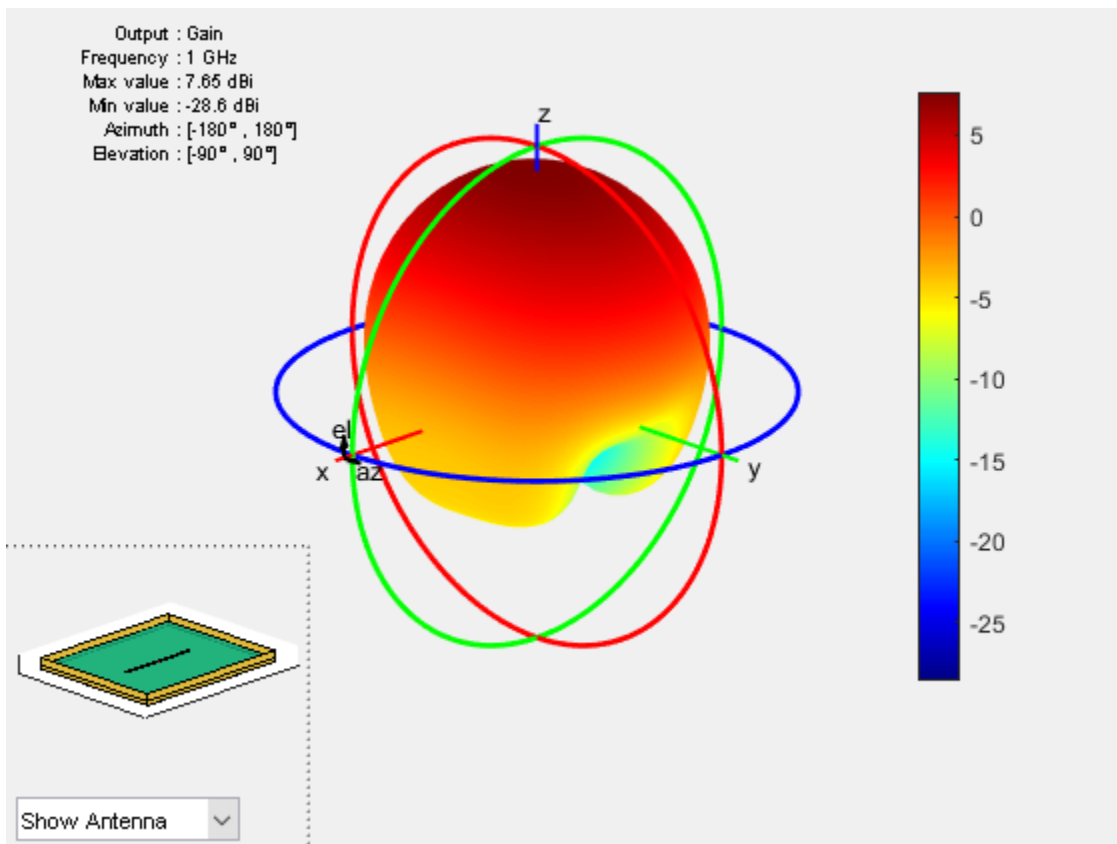 Output : Gain
Frequency : 1 GHz
Max value : 7.65 dBi
Min value : -28.6 dBi
Azimuth : [-180° , 180°]
Elevation : [-90° , 90°]
z
5
0
-5
-10
-15
-20
-25
el
x
az
y
Show Antenna